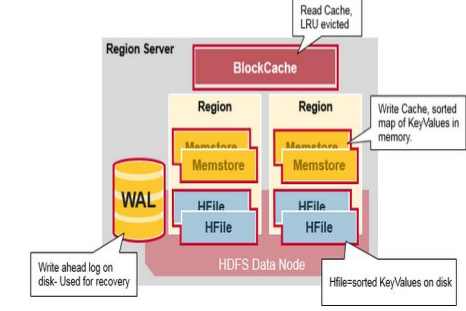 Read Cache,
LRU evicted
Region Server
BlockCache
Region
Region
Write Cache, sorted
map of KeyValues in
memory.
Memstore
Memstore
Memstore
Memstore
WAL
HFile
HFile
HFile
HFile
Write ahead log on
disk- Used for recovery
HDFS Data Node
Hfile=sorted KeyValues on disk